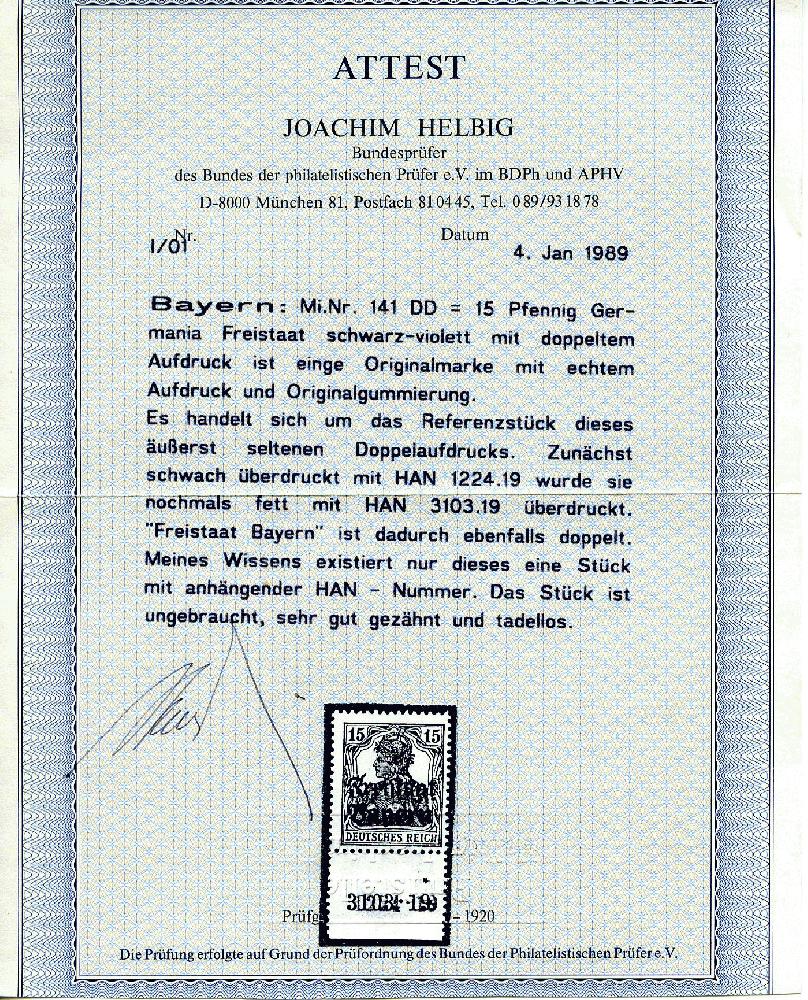 ATTEST
JOACHIM HELBIG
Bundesprüfer
des Bundes der philatelistischen Prüfer e.V. im BDPh und APHV
D-8000 München 81, Postfach 81 04 45, Tel. 0 89/93 18 78
Nr. Datum
I/01 4. Jan 1989
Bayern: Mi.Nr. 141 DD = 15 Pfennig Ger-
mania Freistaat schwarz-violett mit doppeltem
Aufdruck ist einge Originalmarke mit echtem
Aufdruck und Originalgummierung.
Es handelt sich um das Referenzstück dieses
äußerst seltenen Doppelaufdrucks. Zunächst
schwach überdruckt mit HAN 1224.19 wurde sie
nochmals fett mit HAN 3103.19 überdruckt.
"Freistaat Bayern" ist dadurch ebenfalls doppelt.
Meines Wissens existiert nur dieses eine Stück
mit anhängender HAN - Nummer. Das Stück ist
ungebraucht, sehr gut gezähnt und tadellos.
15 15
Bayern
DEUTSCHES REICH
– 1920
Die Prüfung erfolgte auf Grund der Prüfordnung des Bundes der Philatelistischen Prüfer e.V.